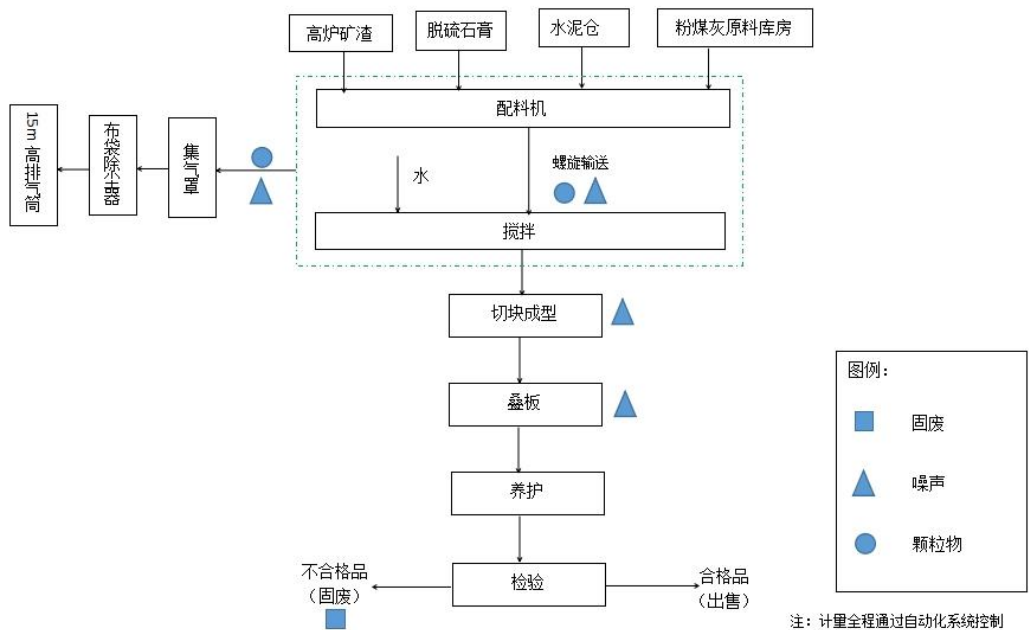 高炉矿渣
脱硫石膏
水泥仓
粉煤灰原料库房
配料机
15m高排气筒
布袋除尘器
集气罩
水
螺旋输送
搅拌
切块成型
叠板
养护
检验
不合格品
（固废）
合格品
（出售）
图例：
固废
噪声
颗粒物
注：计量全程通过自动化系统控制